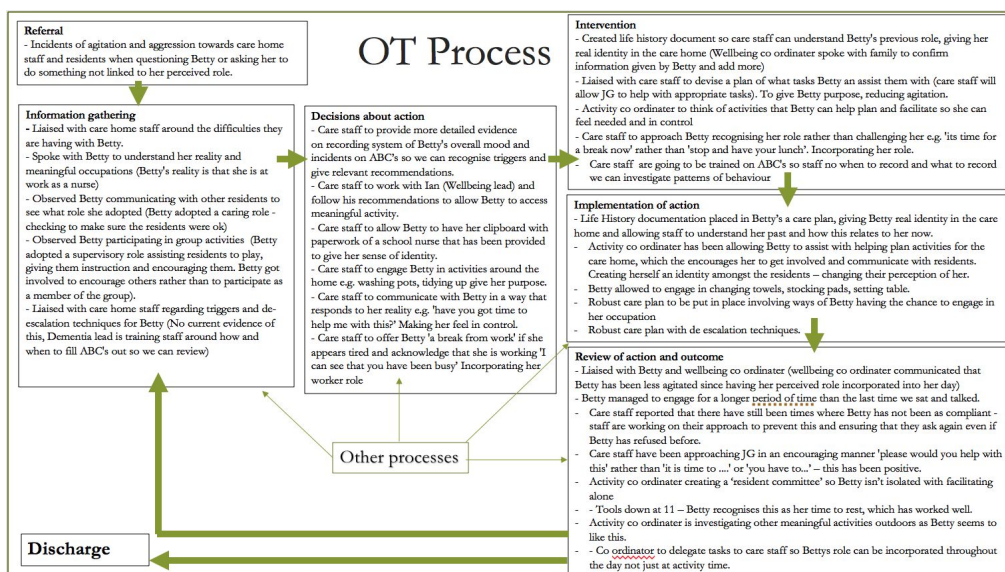 OT Process
Referral
- Incidents of agitation and aggression towards care home
staff and residents when questioning Betty or asking her to
do something not linked to her perceived role.
Information gathering
- Liaised with care home staff around the difficulties they
are having with Betty.
- Spoke with Betty to understand her reality and
meaningful occupations (Betty's reality is that she is at
work as a nurse)
- Observed Betty communicating with other residents to
see what role she adopted (Betty adopted a caring role -
checking to make sure the residents were ok)
- Observed Betty participating in group activities (Betty
adopted a supervisory role assisting residents to play,
giving them instruction and encouraging them. Betty got
involved to encourage others rather than to participate as
a member of the group).
- Liaised with care home staff regarding triggers and de-
escalation techniques for Betty (No current evidence of
this, Dementia lead is training staff around how and
when to fill ABC's out so we can review)
Decisions about action
- Care staff to provide more detailed evidence
on recording system of Betty's overall mood and
incidents on ABC's so we can recognise triggers and
give relevant recommendations.
- Care staff to work with Ian (Wellbeing lead) and
follow his recommendations to allow Betty to access
meaningful activity.
- Care staff to allow Betty to have her clipboard with
paperwork of a school nurse that has been provided
to give her sense of identity.
- Care staff to engage Betty in activities around the
home e.g. washing pots, tidying up give her purpose.
- Care staff to communicate with Betty in a way that
responds to her reality e.g. 'have you got time to
help me with this?' Making her feel in control.
- Care staff to offer Betty 'a break from work' if she
appears tired and acknowledge that she is working 'I
can see that you have been busy' Incorporating her
worker role
Intervention
- Created life history document so care staff can understand Betty's previous role, giving her
real identity in the care home (Wellbeing co ordinater spoke with family to confirm
information given by Betty and add more)
- Liaised with care staff to devise a plan of what tasks Betty an assist them with (care staff will
allow JG to help with appropriate tasks). To give Betty purpose, reducing agitation.
- Activity co ordinater to think of activities that Betty can help plan and facilitate so she can
feel needed and in control
- Care staff to approach Betty recognising her role rather than challenging her e.g. 'its time for
a break now' rather than 'stop and have your lunch'. Incorporating her role.
- Care staff are going to be trained on ABC's so staff no when to record and what to record
we can investigate patterns of behaviour
Implementation of action
- Life History documentation placed in Betty's a care plan, giving Betty real identity in the care
home and allowing staff to understand her past and how this relates to her now.
- Activity co ordinater has been allowing Betty to assist with helping plan activities for the
care home, which the encourages her to get involved and communicate with residents.
Creating herself an identity amongst the residents – changing their perception of her.
- Betty allowed to engage in changing towels, stocking pads, setting table.
- Robust care plan to be put in place involving ways of Betty having the chance to engage in
her occupation
- Robust care plan with de escalation techniques.
Review of action and outcome
- Liaised with Betty and wellbeing co ordinater (wellbeing co ordinater communicated that
Betty has been less agitated since having her perceived role incorporated into her day)
- Betty managed to engage for a longer period of time than the last time we sat and talked.
- Care staff reported that there have still been times where Betty has not been as compliant -
staff are working on their approach to prevent this and ensuring that they ask again even if
Betty has refused before.
- Care staff have been approaching JG in an encouraging manner 'please would you help with
this' rather than 'it is time to ....' or 'you have to...' – this has been positive.
- Activity co ordinater creating a 'resident committee' so Betty isn't isolated with facilitating
alone
- - Tools down at 11 – Betty recognises this as her time to rest, which has worked well.
- Activity co ordinater is investigating other meaningful activities outdoors as Betty seems to
like this.
- - Co ordinator to delegate tasks to care staff so Bettys role can be incorporated throughout
the day not just at activity time.
Other processes
Discharge